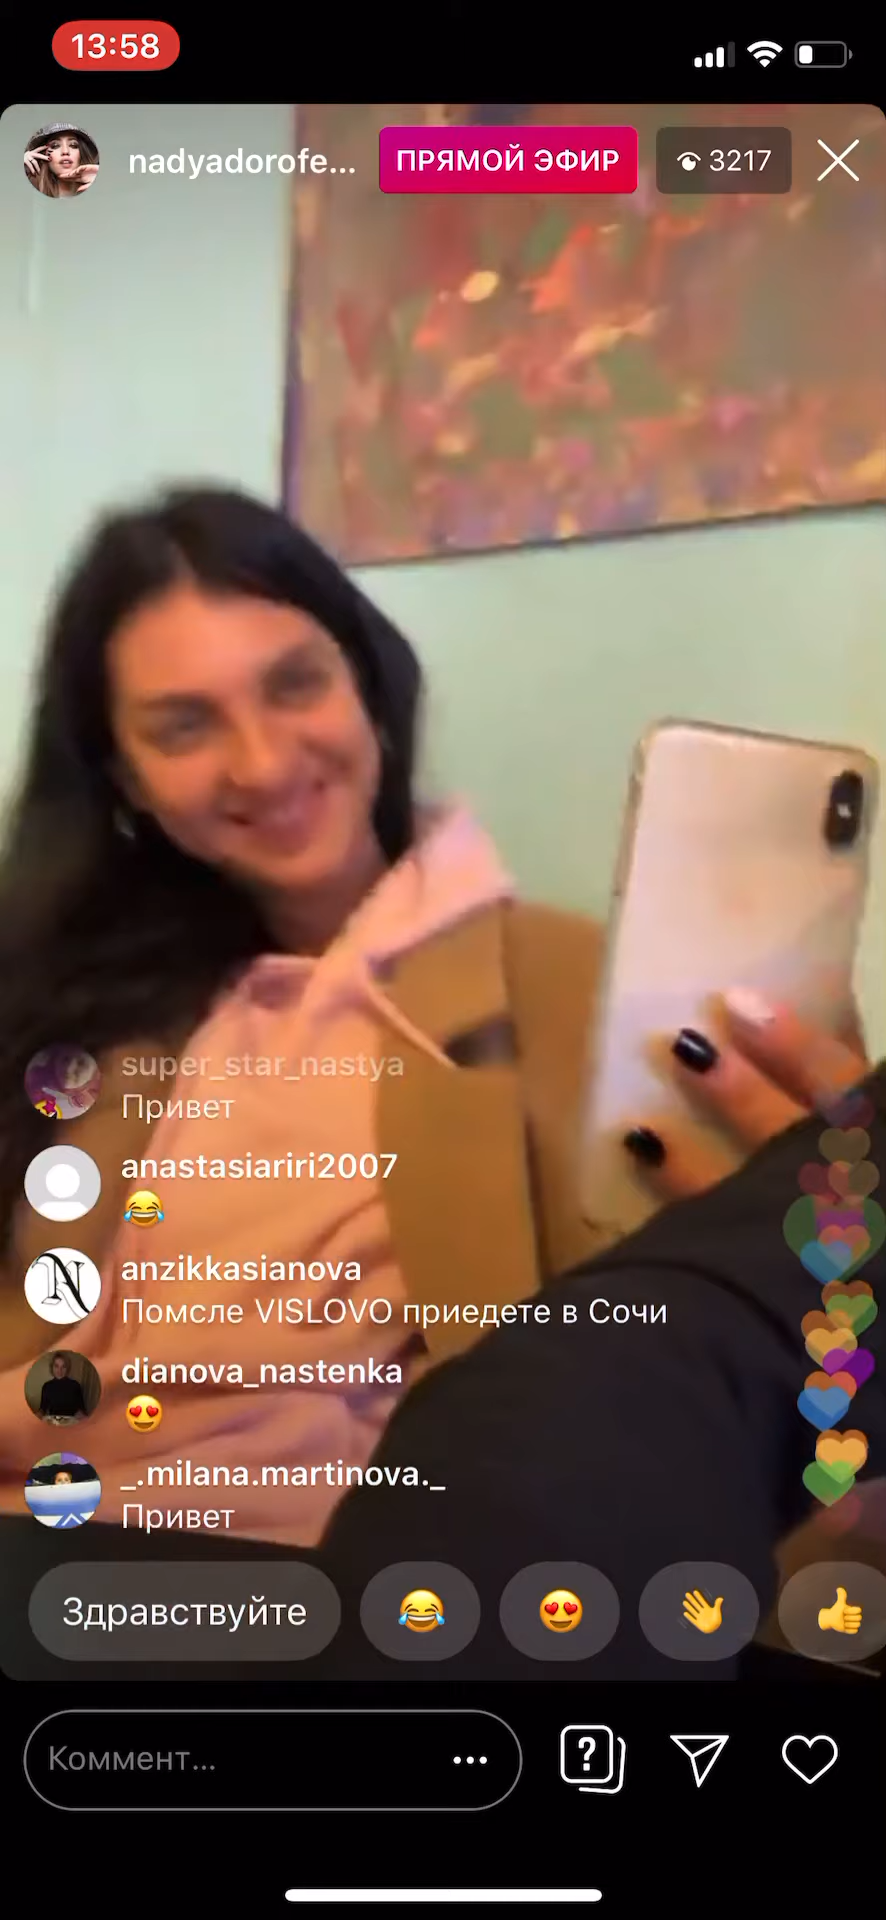 13:58
nadyadorofe...
ПРЯМОЙ ЭФИР
3217
super_star_nastya
Привет
anastasiariri2007
😂
anzikkasianova
Помсле VISLOVO приедете в Сочи
dianova_nastenka
😍
_.milana.martinova._
Привет
Здравствуйте 😂 😍 👋 👍
Коммент...